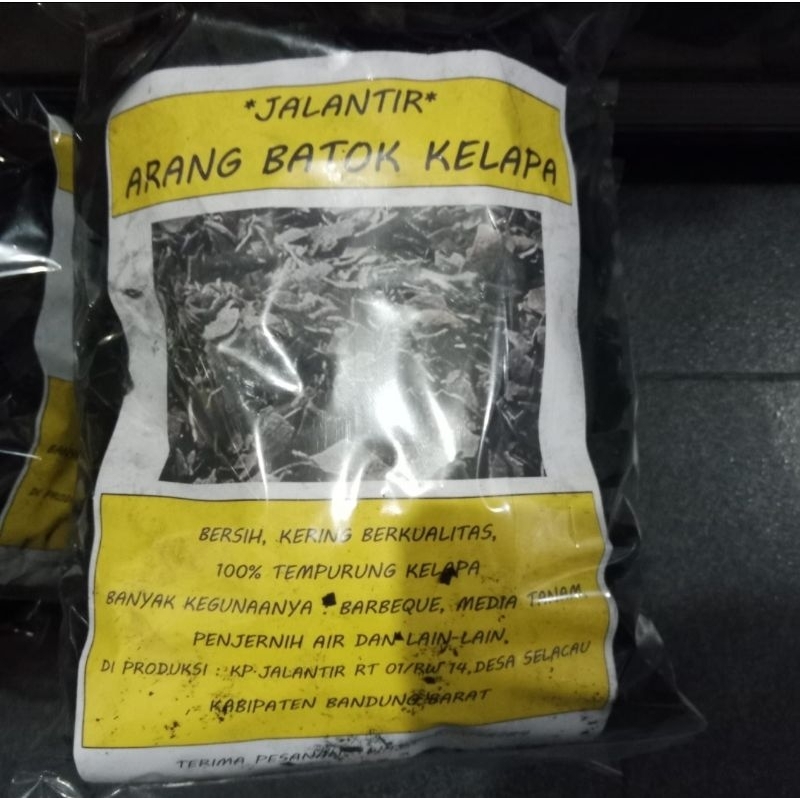 *JALANTIR*
ARANG BATOK KELAPA
BERSIH, KERING BERKUALITAS,
100% TEMPURUNG KELAPA
BANYAK KEGUNAANYA : BARBEQUE, MEDIA TANAM
PENJERNIH AIR DAN LAIN-LAIN.
DI PRODUKSI : KP.JALANTIR RT 01/RW 14,DESA SELACAU
KABIPATEN BANDUNG BARAT
TERIMA PESANAN